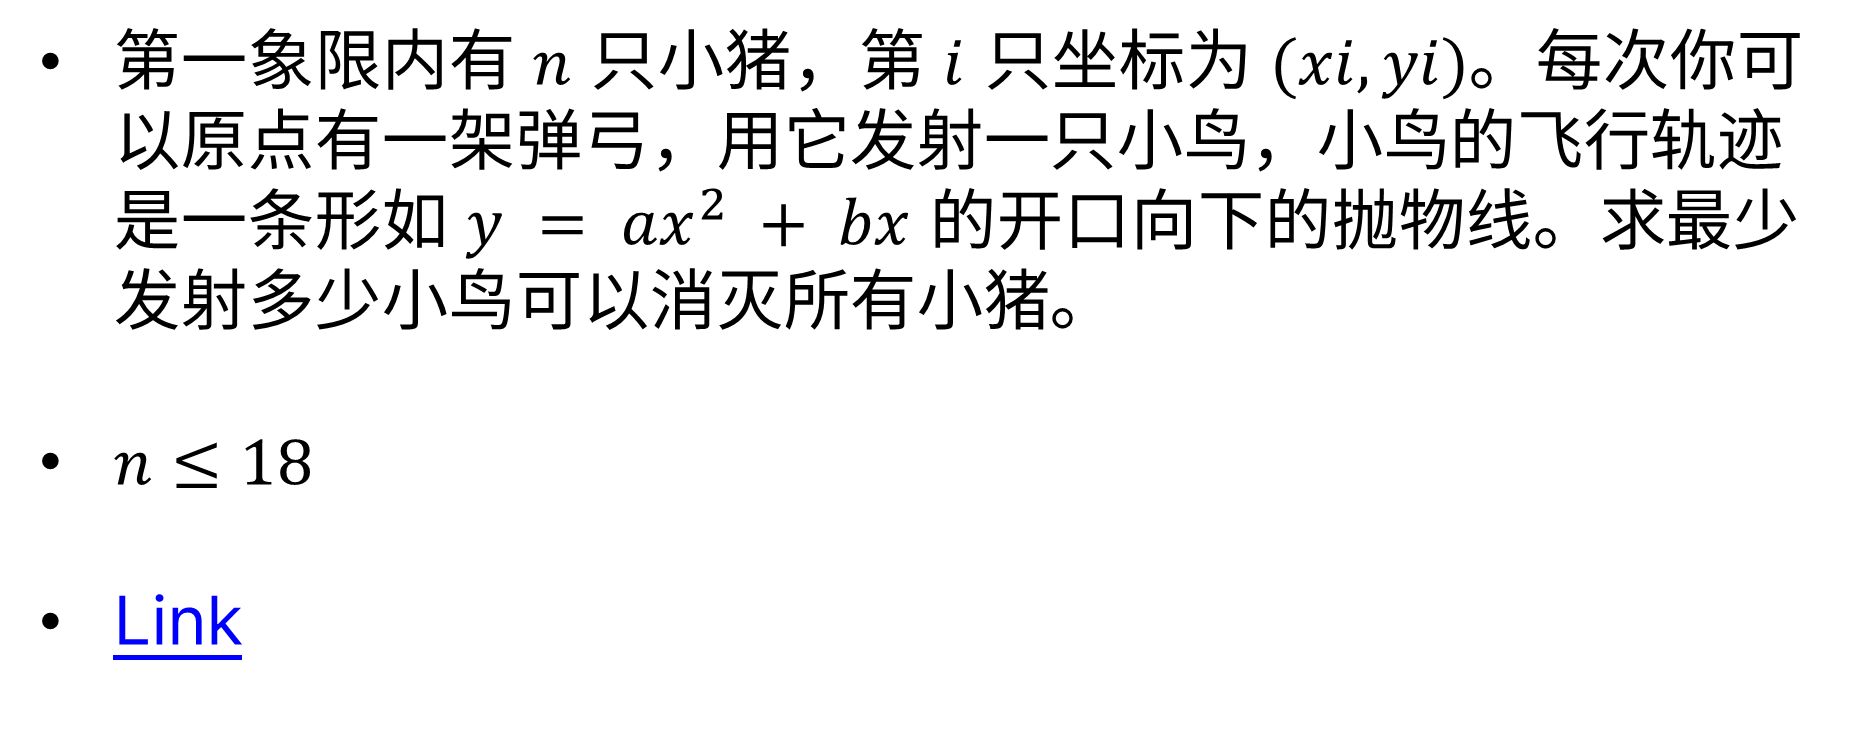 • 第一象限内有 n 只小猪，第 i 只坐标为 (xi, yi)。每次你可
以原点有一架弹弓，用它发射一只小鸟，小鸟的飞行轨迹
是一条形如 y = ax² + bx 的开口向下的抛物线。求最少
发射多少小鸟可以消灭所有小猪。
• n ≤ 18
• Link